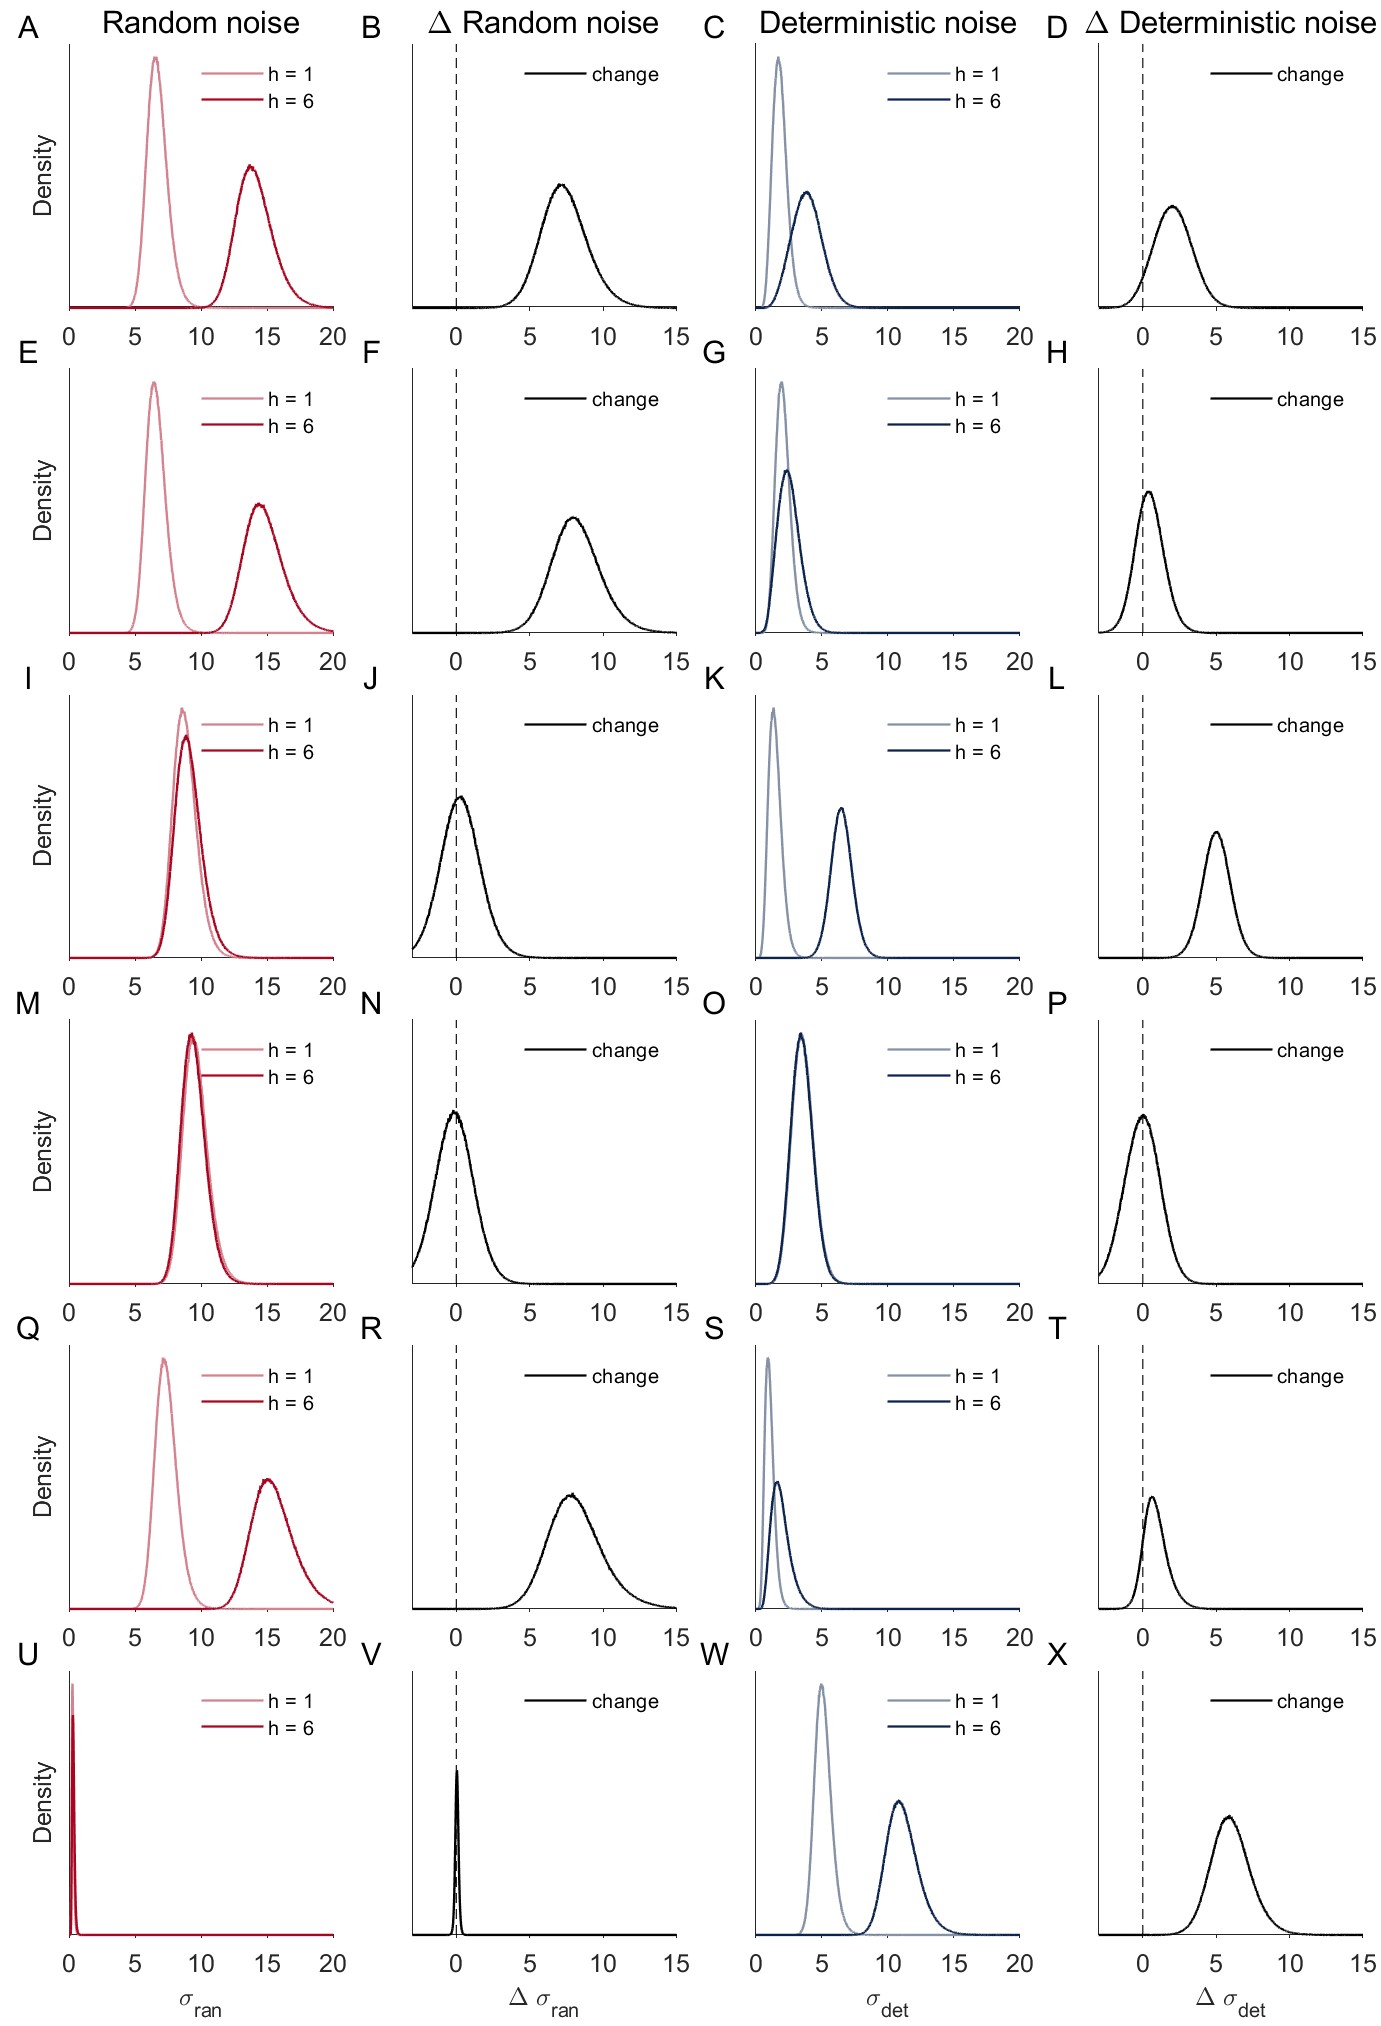 A Random noise B Δ Random noise C Deterministic noise D Δ Deterministic noise
h = 1 change h = 1 change
h = 6 h = 6
Density
0 5 10 15 20 0 5 10 15 0 5 10 15 20 0 5 10 15
E F G H
h = 1 change h = 1 change
h = 6 h = 6
Density
0 5 10 15 20 0 5 10 15 0 5 10 15 20 0 5 10 15
I J K L
h = 1 change h = 1 change
h = 6 h = 6
Density
0 5 10 15 20 0 5 10 15 0 5 10 15 20 0 5 10 15
M N O P
h = 1 change h = 1 change
h = 6 h = 6
Density
0 5 10 15 20 0 5 10 15 0 5 10 15 20 0 5 10 15
Q R S T
h = 1 change h = 1 change
h = 6 h = 6
Density
0 5 10 15 20 0 5 10 15 0 5 10 15 20 0 5 10 15
U V W X
h = 1 change h = 1 change
h = 6 h = 6
Density
0 5 10 15 20 0 5 10 15 0 5 10 15 20 0 5 10 15
σran Δ σran σdet Δ σdet